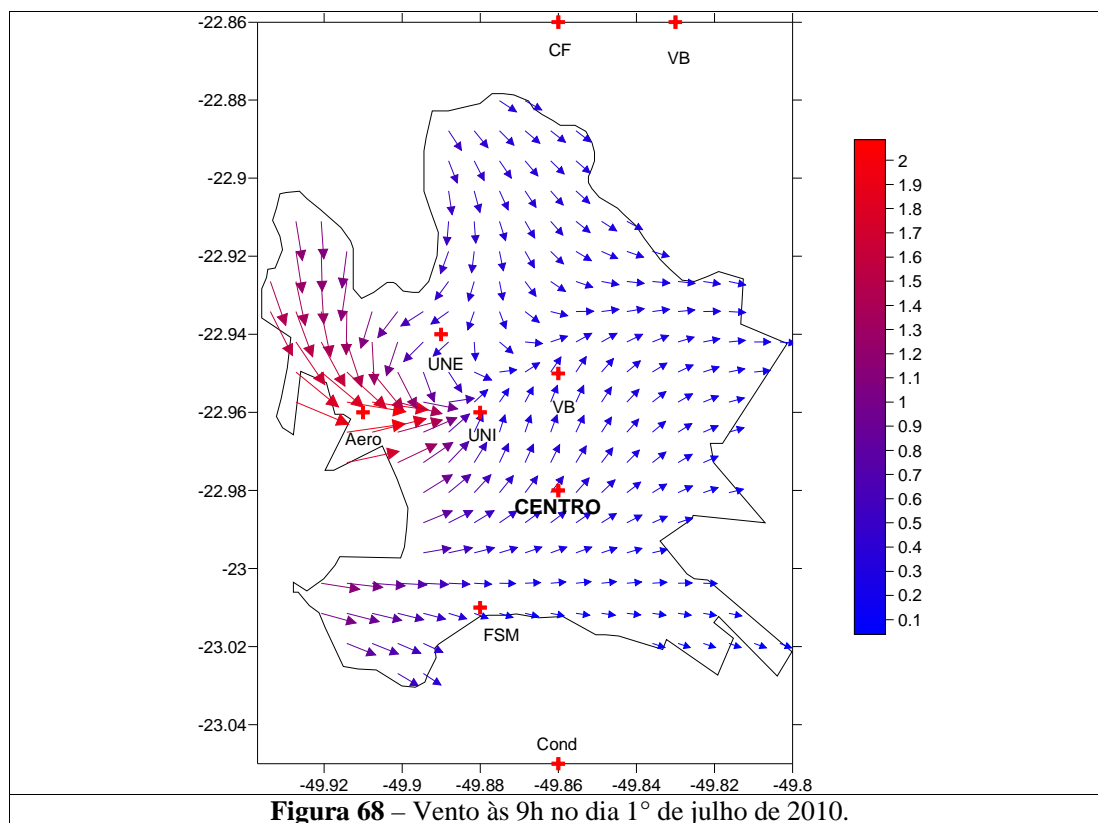 -22.86
CF
VB
-22.88
-22.9
-22.92
-22.94
-22.96
-22.98
-23
-23.02
-23.04
UNE
VB
Aero
UNI
CENTRO
FSM
Cond
-49.92 -49.9 -49.88 -49.86 -49.84 -49.82 -49.8
2
1.9
1.8
1.7
1.6
1.5
1.4
1.3
1.2
1.1
1
0.9
0.8
0.7
0.6
0.5
0.4
0.3
0.2
0.1
Figura 68 – Vento às 9h no dia 1° de julho de 2010.